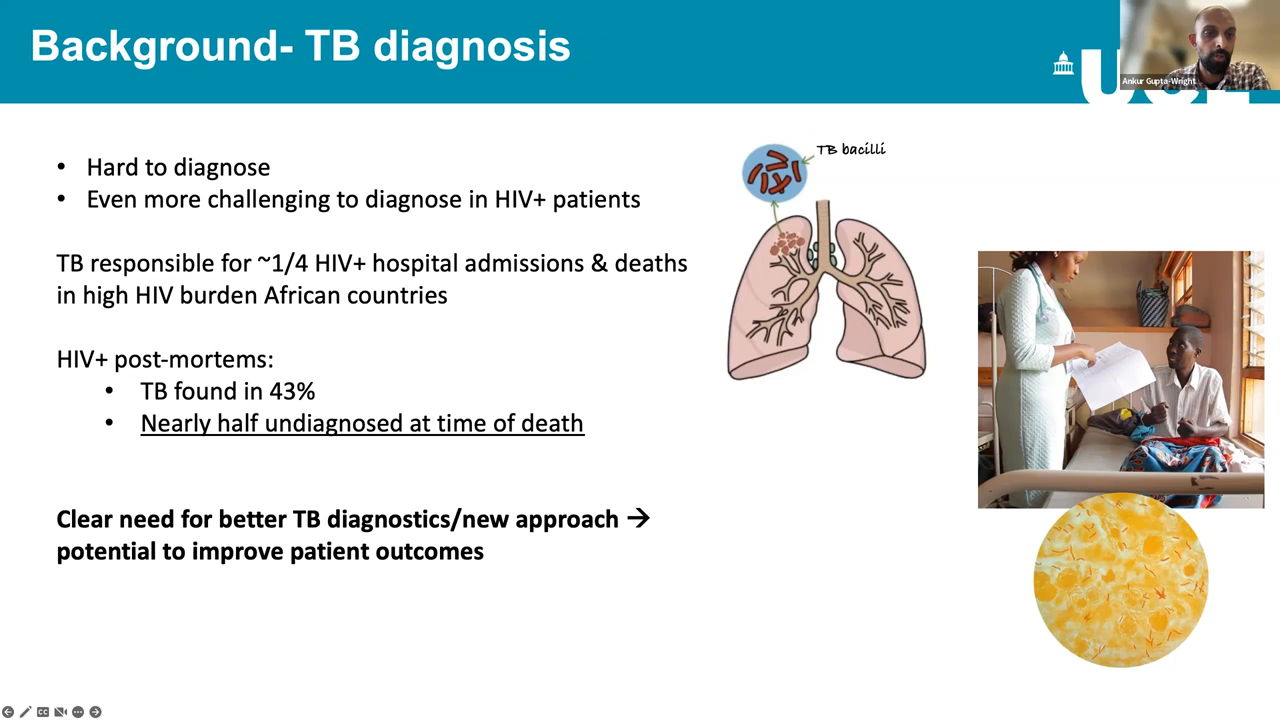 Background- TB diagnosis
Ankur Gupta-Wright
• Hard to diagnose
• Even more challenging to diagnose in HIV+ patients
TB responsible for ~1/4 HIV+ hospital admissions & deaths
in high HIV burden African countries
HIV+ post-mortems:
• TB found in 43%
• Nearly half undiagnosed at time of death
Clear need for better TB diagnostics/new approach →
potential to improve patient outcomes
TB bacilli